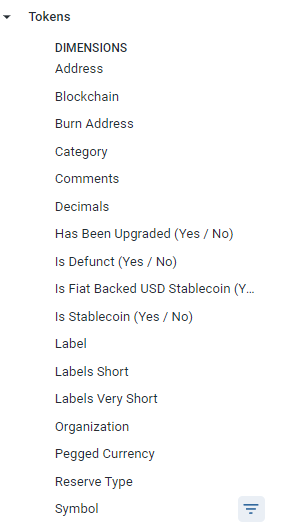 Tokens
DIMENSIONS
Address
Blockchain
Burn Address
Category
Comments
Decimals
Has Been Upgraded (Yes / No)
Is Defunct (Yes / No)
Is Fiat Backed USD Stablecoin (Y...
Is Stablecoin (Yes / No)
Label
Labels Short
Labels Very Short
Organization
Pegged Currency
Reserve Type
Symbol